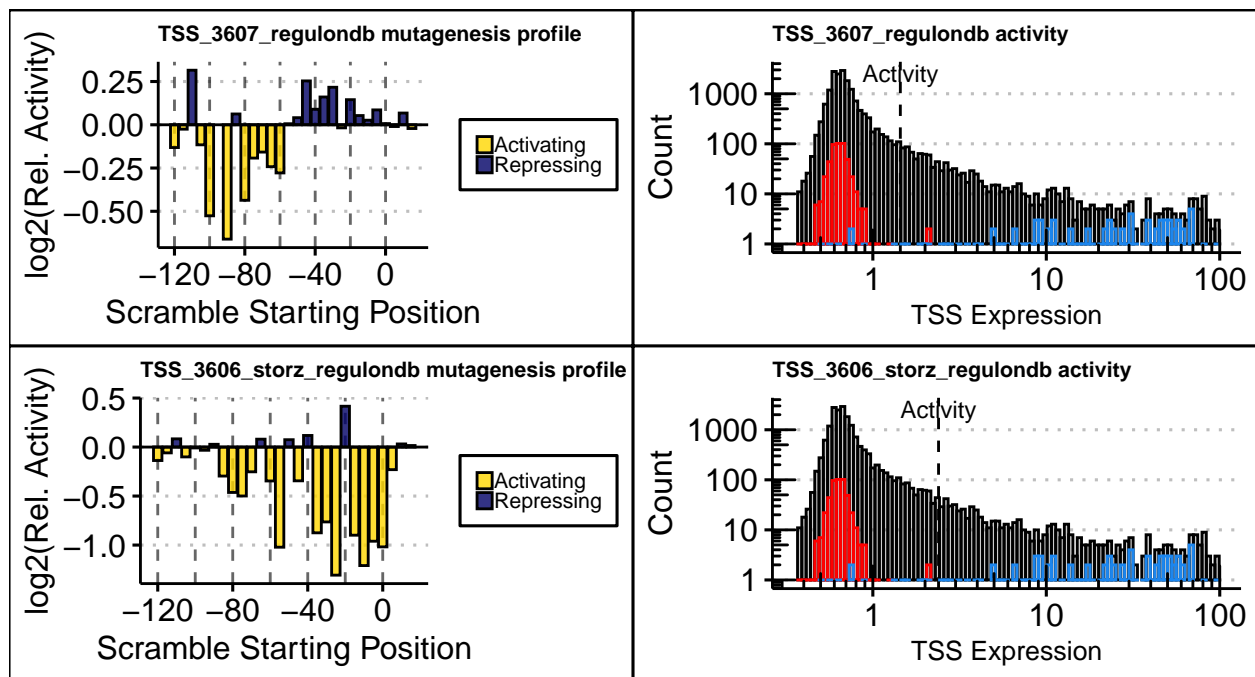 TSS_3607_regulondb mutagenesis profile
log2(Rel. Activity)
0.25
0.00
−0.25
−0.50
−120 −80 −40 0
Scramble Starting Position
Activating
Repressing
TSS_3607_regulondb activity
Activity
Count
1000
100
10
1
1 10 100
TSS Expression
TSS_3606_storz_regulondb mutagenesis profile
log2(Rel. Activity)
0.5
0.0
−0.5
−1.0
−120 −80 −40 0
Scramble Starting Position
Activating
Repressing
TSS_3606_storz_regulondb activity
Activity
Count
1000
100
10
1
1 10 100
TSS Expression